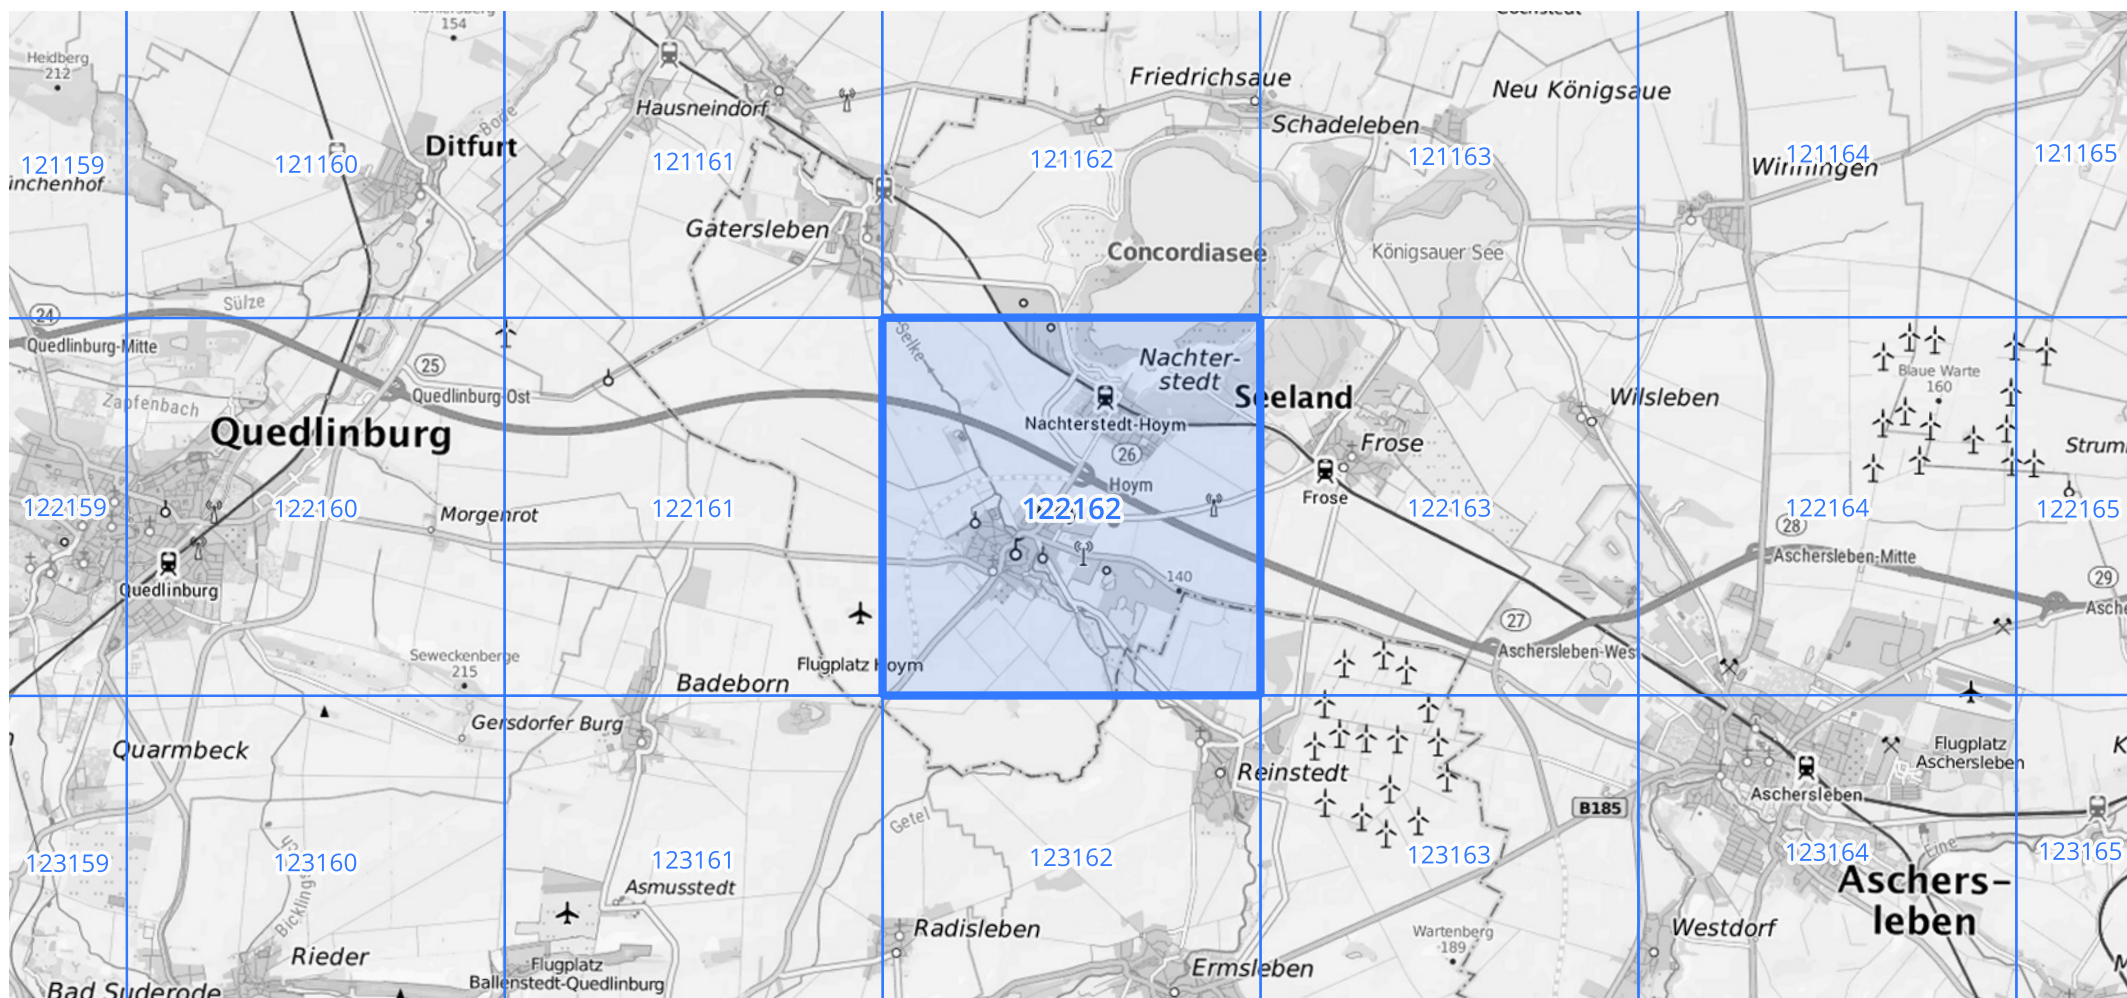 154
Heidberg
212
Friedrichsaue
Neu Königsaue
Hausneindorf
Bode
Ditfurt
Schadeleben
121159
121160
121161
121162
121163
121164
121165
Winningen
Gatersleben
Concordiasee
Königsauer See
Sülze
24
Quedlinburg-Mitte
25
Quedlinburg-Ost
Selke
Nachter-
stedt
Blaue Warte
160
Zapfenbach
Seeland
Wilsleben
Quedlinburg
Nachterstedt-Hoym
Frose
26
Hoym
Frose
122159
122160
Morgenrot
122161
122162
122163
122164
122165
28
Aschersleben-Mitte
29
140
Quedlinburg
27
Aschersleben-West
Seweckenberge
215
Flugplatz Hoym
Badeborn
Gersdorfer Burg
Quarmbeck
Flugplatz
Aschersleben
Reinstedt
Aschersleben
B185
Getel
Eine
123159
123160
123161
123162
123163
123164
123165
Asmusstedt
Aschers-
leben
Radisleben
Wartenberg
189
Westdorf
Rieder
Flugplatz
Ballenstedt-Quedlinburg
Ermsleben
Bad Suderode